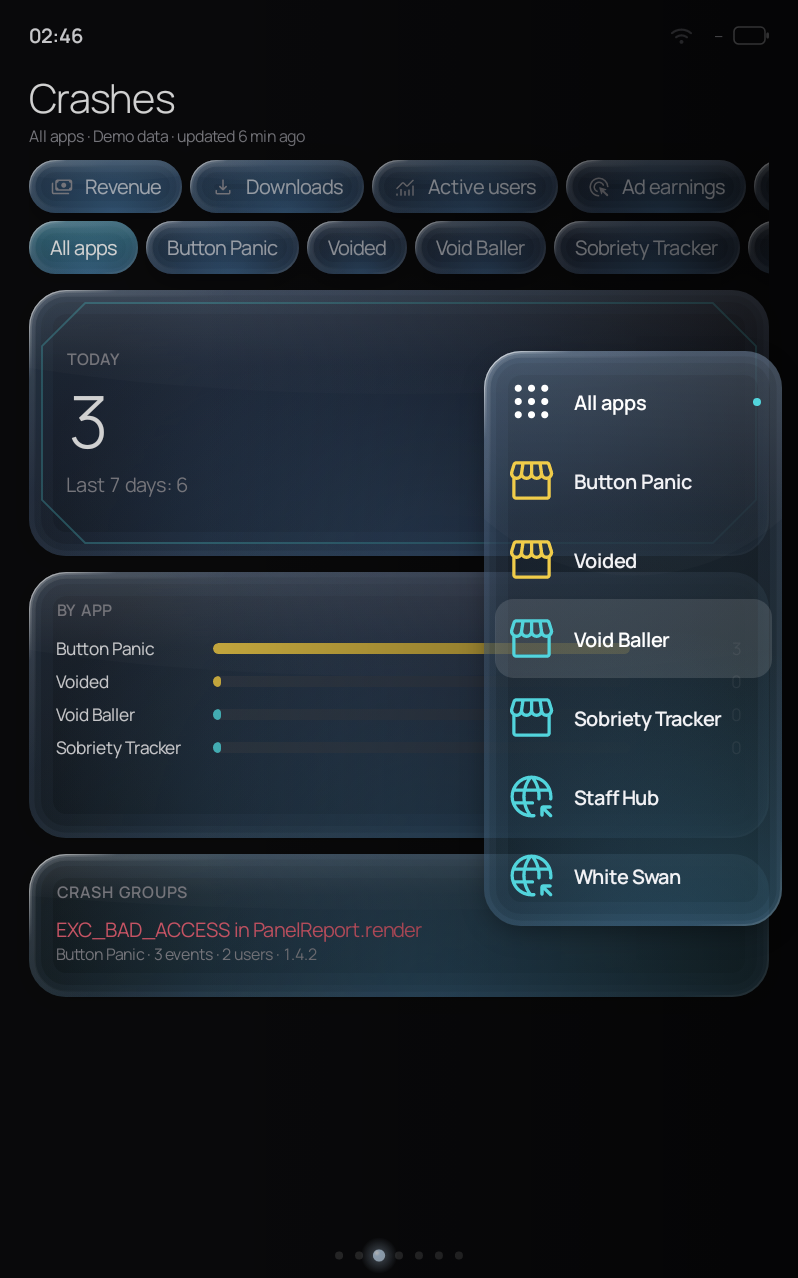 02:46
Crashes
All apps · Demo data · updated 6 min ago
Revenue
Downloads
Active users
Ad earnings
All apps
Button Panic
Voided
Void Baller
Sobriety Tracker
TODAY
3
Last 7 days: 6
BY APP
Button Panic 3
Voided 0
Void Baller
Sobriety Tracker 0
CRASH GROUPS
EXC_BAD_ACCESS in PanelReport.render
Button Panic · 3 events · 2 users · 1.4.2
All apps
Button Panic
Voided
Void Baller
Sobriety Tracker
Staff Hub
White Swan